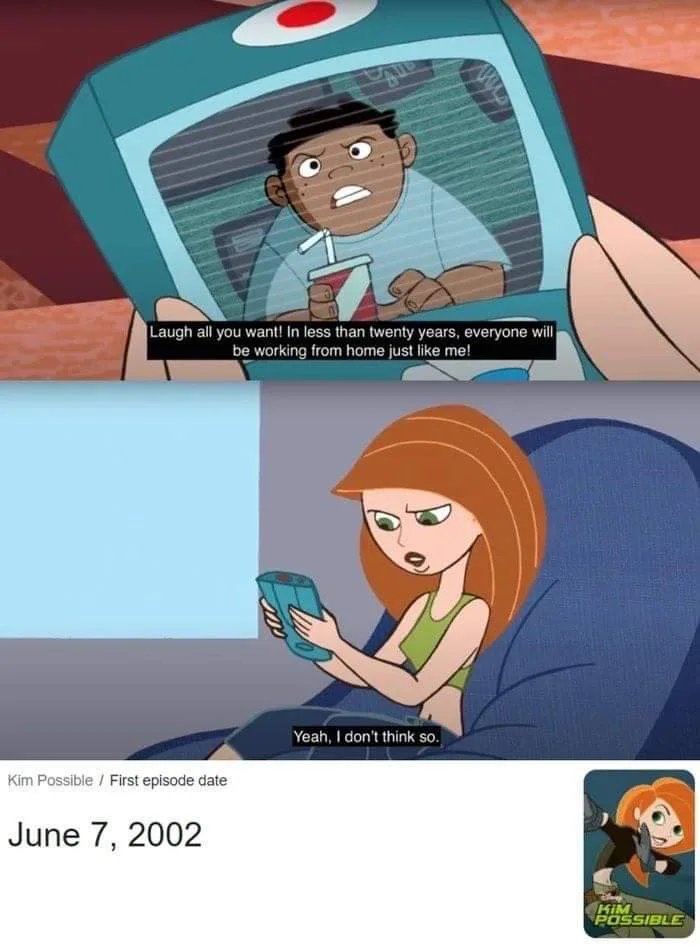 Laugh all you want! In less than twenty years, everyone will
be working from home just like me!
Yeah, I don't think so.
Kim Possible / First episode date
June 7, 2002
Disney
KiM
POSSIBLE